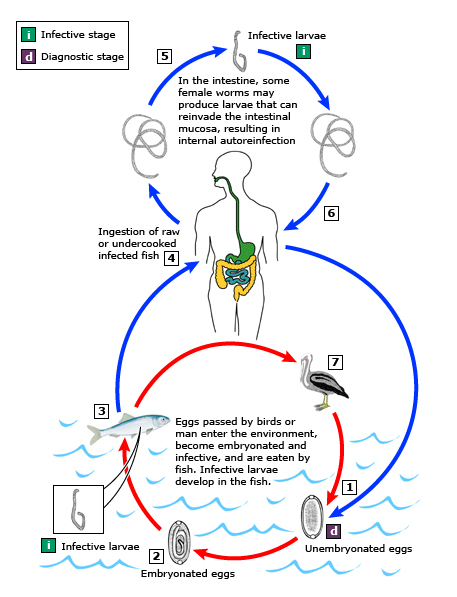 i Infective stage
d Diagnostic stage
Infective larvae
i
5
In the intestine, some
female worms may
produce larvae that can
reinvade the intestinal
mucosa, resulting in
internal autoreinfection
6
Ingestion of raw
or undercooked
infected fish
4
7
3
Eggs passed by birds or
man enter the environment,
become embryonated and
infective, and are eaten by
fish. Infective larvae
develop in the fish.
1
d
Unembryonated eggs
i Infective larvae
2
Embryonated eggs